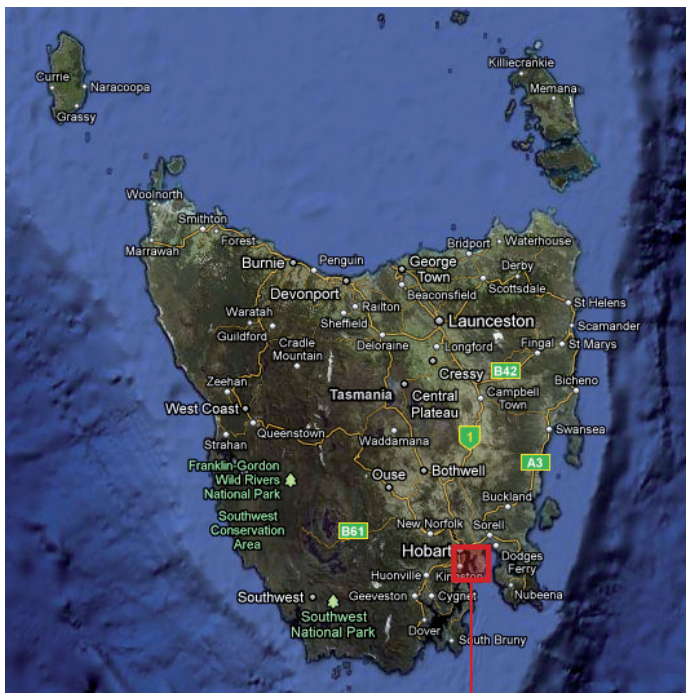 Killiecrankie
Currie
Naracoopa
Memana
Grassy
Woolnorth
Smithton
Forest
Marrawah
Bridport
Waterhouse
Burnie
Penguin
George
Town
Derby
Devonport
Beaconsfield
Scottsdale
Railton
St Helens
Waratah
Sheffield
Launceston
Scamander
Guildford
Deloraine
Longford
Fingal
St Marys
Cradle
Mountain
Cressy
B42
Zeehan
Tasmania
Central
Plateau
Campbell
Town
Bicheno
West Coast
Queenstown
Waddamana
1
Swansea
Strahan
Franklin-Gordon
Wild Rivers
National Park
Ouse
Bothwell
A3
Southwest
Conservation
Area
Buckland
B61
New Norfolk
Sorell
Hobart
Dodges
Ferry
Huonville
Kingston
Southwest
Geeveston
Cygnet
Nubeena
Southwest
National Park
Dover
South Bruny